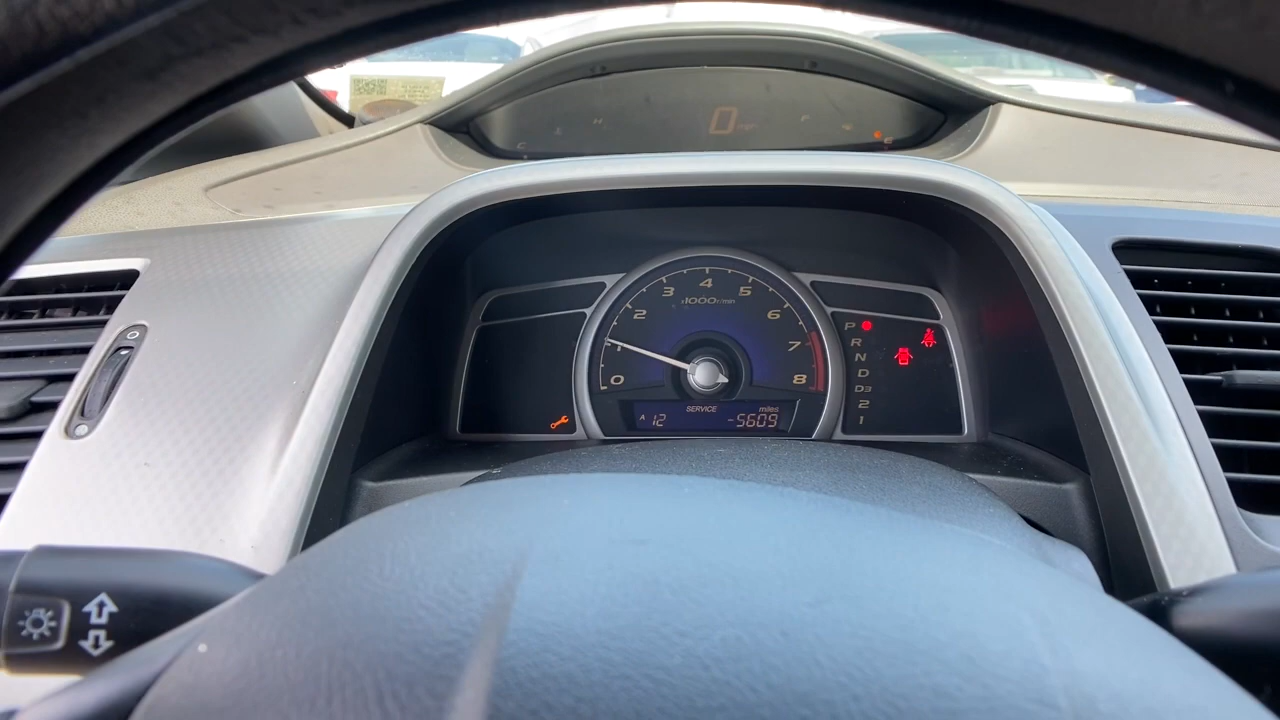 C H 0 mph F E
0 1 2 3 4 5 6 7 8
x1000r/min
SERVICE miles
A 12 -5609
P
R
N
D
D3
2
1